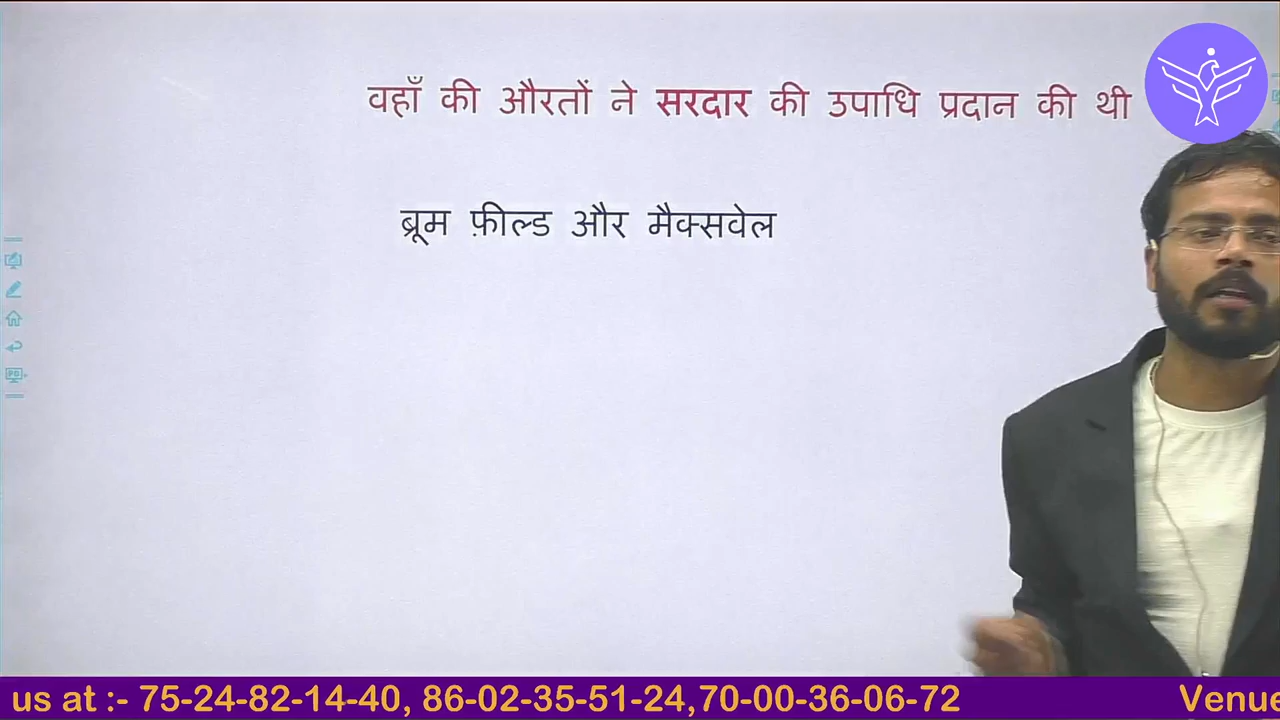 वहाँ की औरतों ने सरदार की उपाधि प्रदान की थी
ब्रूम फ़ील्ड और मैक्सवेल
us at :- 75-24-82-14-40, 86-02-35-51-24,70-00-36-06-72 Venue